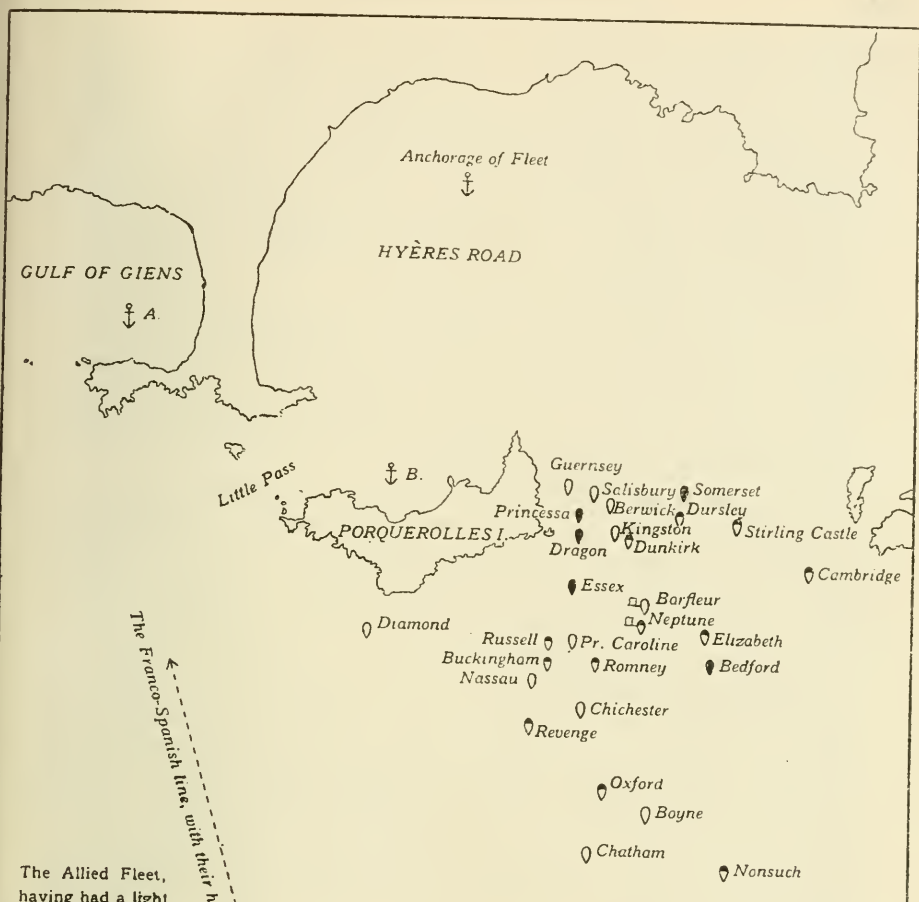 Anchorage of Fleet
HYÈRES ROAD
GULF OF GIENS
A.
Little Pass
B.
PORQUEROLLES I.
Guernsey
Salisbury
Somerset
Princessa
Berwick
Dursley
Kingston
Stirling Castle
Dragon
Dunkirk
Cambridge
Essex
Barfleur
Neptune
Diamond
Russell
Pr. Caroline
Elizabeth
Buckingham
Romney
Bedford
Nassau
Chichester
Revenge
Oxford
Boyne
Chatham
Nonsuch
The Franco-Spanish line, with their h
The Allied Fleet,
having had a light